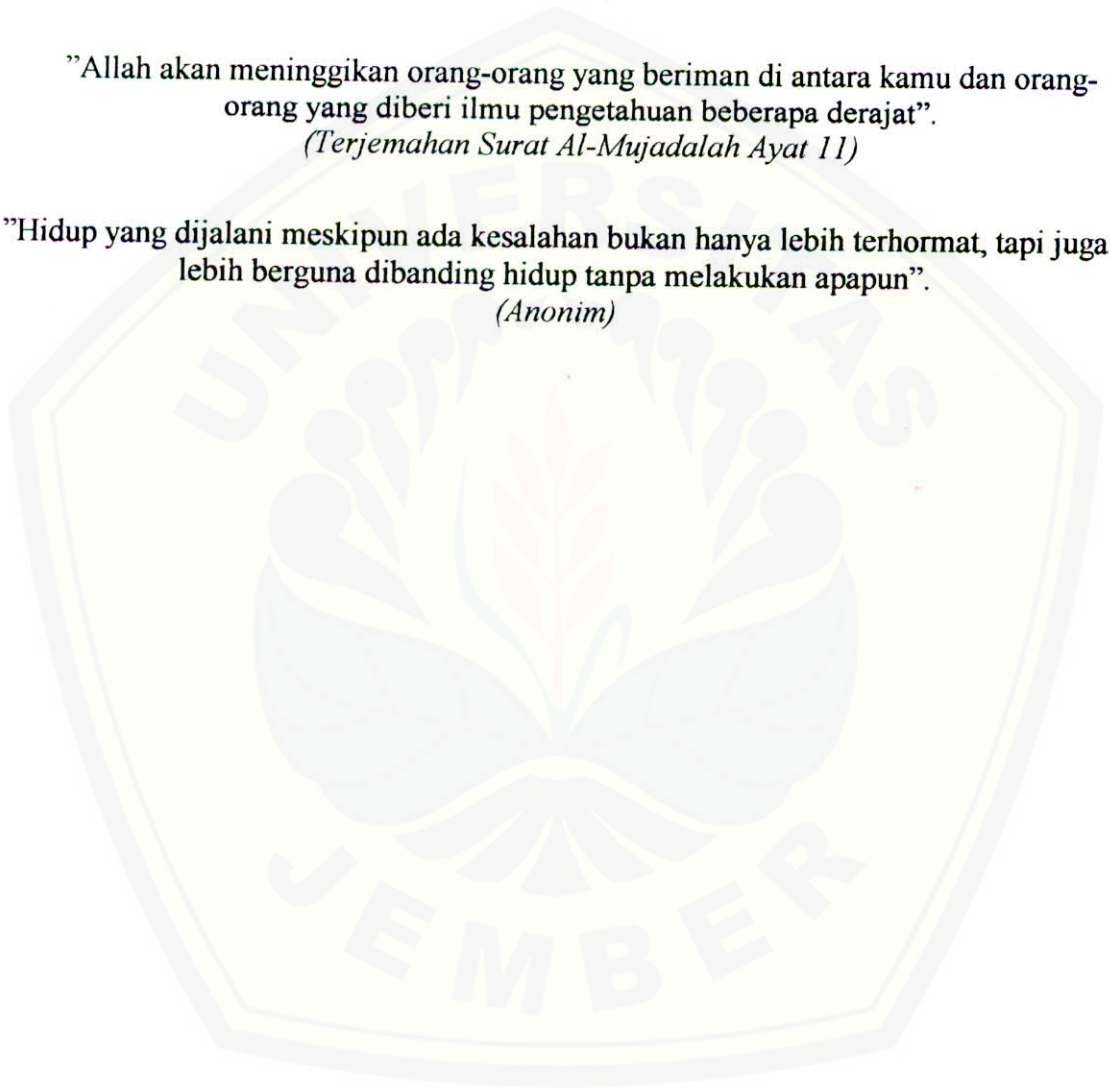 ”Allah akan meninggikan orang-orang yang beriman di antara kamu dan orang-
orang yang diberi ilmu pengetahuan beberapa derajat”.
(Terjemahan Surat Al-Mujadalah Ayat 11)
”Hidup yang dijalani meskipun ada kesalahan bukan hanya lebih terhormat, tapi juga
lebih berguna dibanding hidup tanpa melakukan apapun”.
(Anonim)
UNIVERSITAS
JEMBER